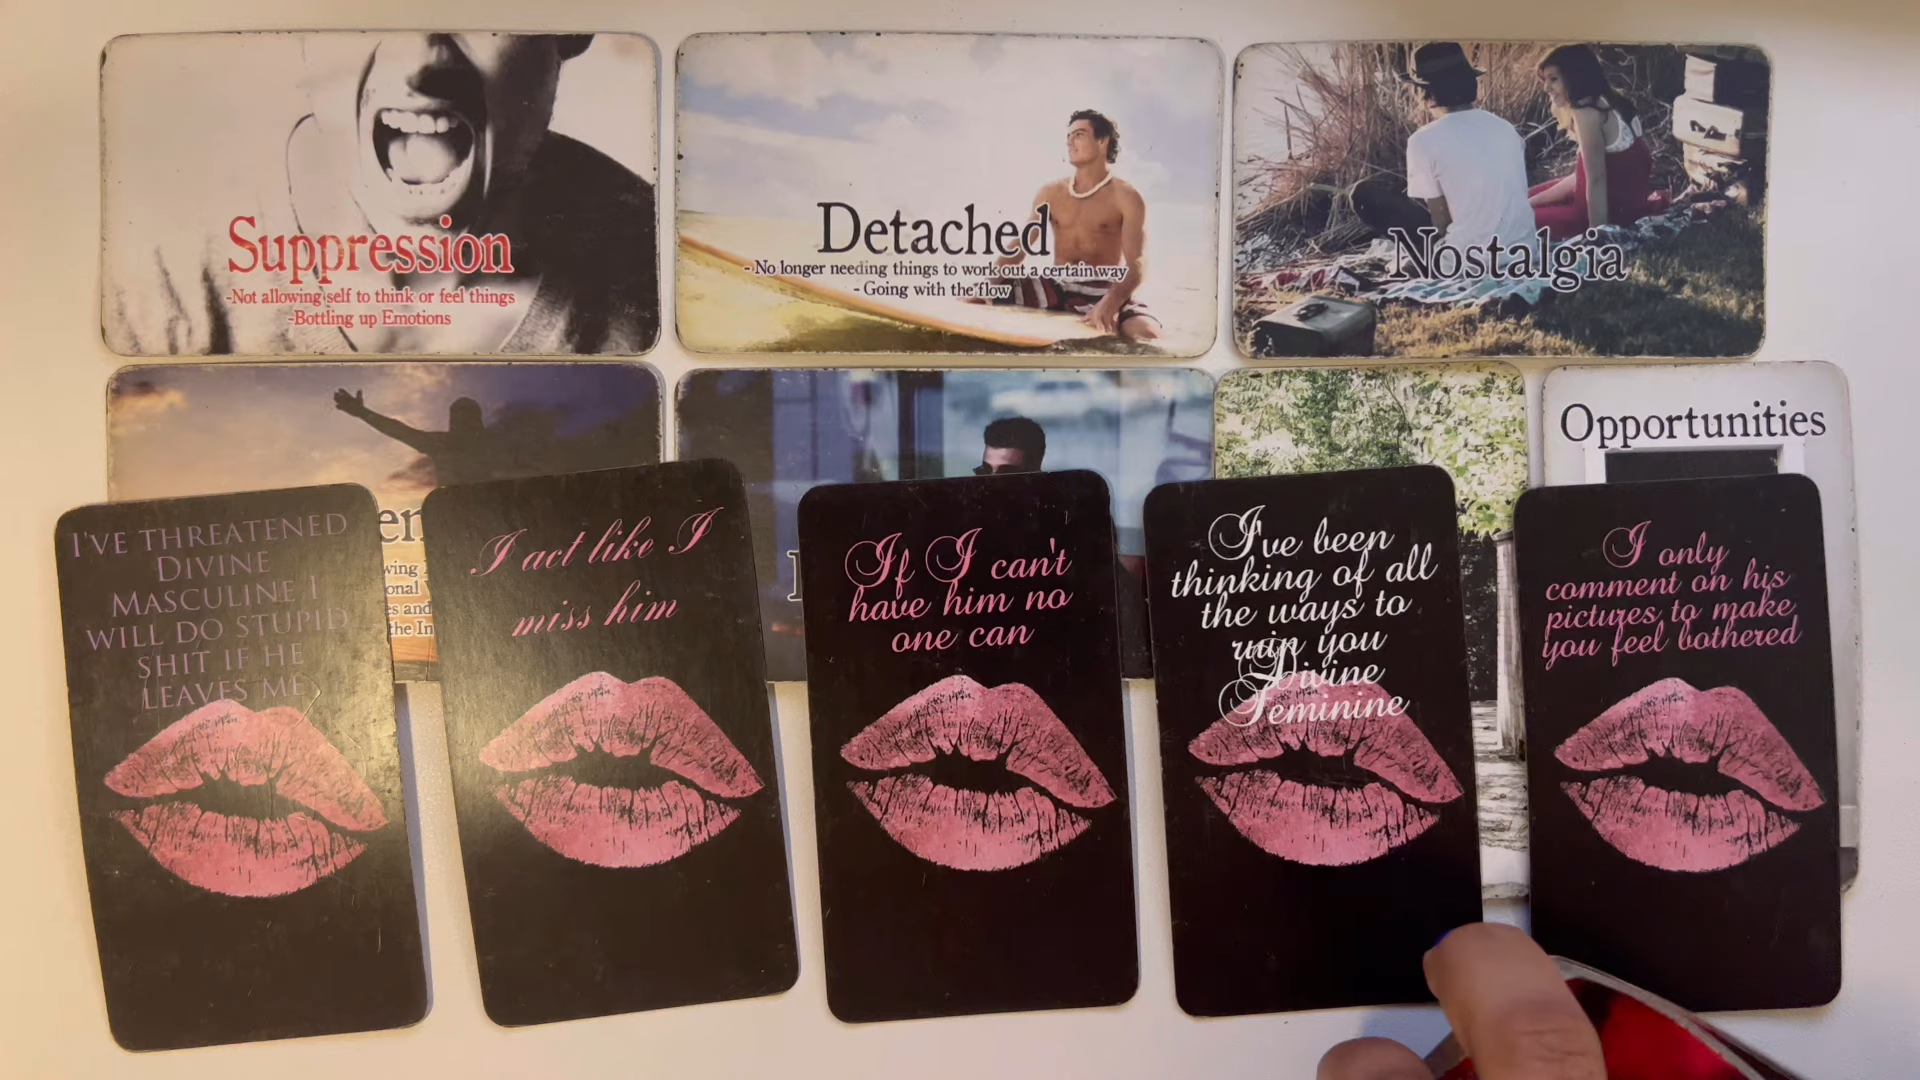 Suppression
-Not allowing self to think or feel things
-Bottling up Emotions
Detached
- No longer needing things to work out a certain way
- Going with the flow
Nostalgia
Opportunities
I'VE THREATENED
DIVINE
MASCULINE I
WILL DO STUPID
SHIT IF HE
LEAVES ME
I act like I
miss him
If I can't
have him no
one can
I've been
thinking of all
the ways to
ruin you
Divine
Feminine
I only
comment on his
pictures to make
you feel bothered